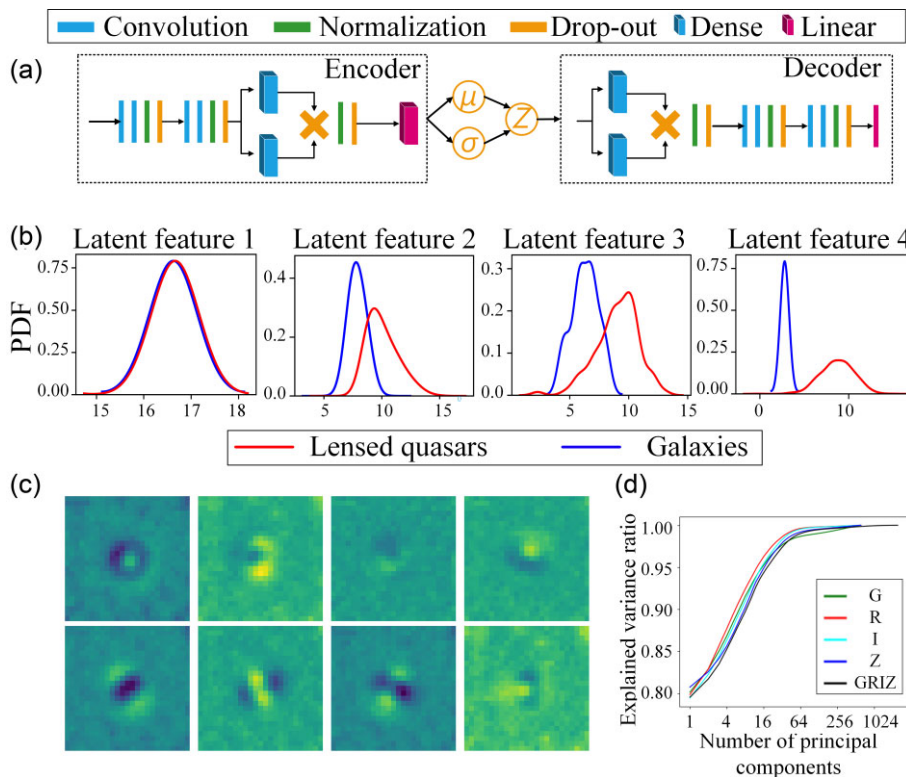 Convolution Normalization Drop-out Dense Linear
(a)
Encoder
Decoder
μ
σ
Z
(b)
Latent feature 1 Latent feature 2 Latent feature 3 Latent feature 4
PDF
0.75
0.50
0.25
0.00
15 16 17 18
0.4
0.2
0.0
5 10 15
0.3
0.2
0.1
0.0
5 10 15
0.75
0.50
0.25
0.00
0 10
Lensed quasars Galaxies
(c)
(d)
Explained variance ratio
1.00
0.95
0.90
0.85
0.80
G
R
I
Z
GRIZ
1 4 16 64 256 1024
Number of principal
components